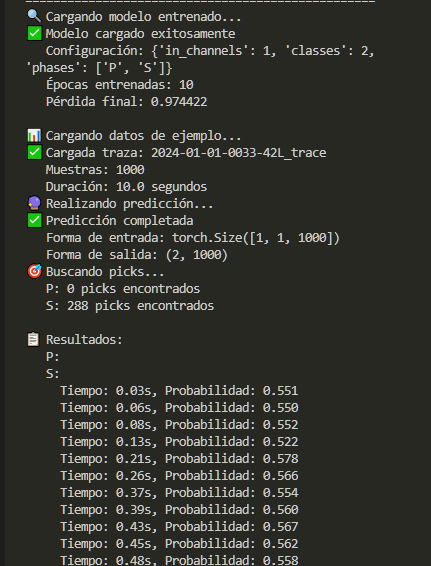 🔍 Cargando modelo entrenado...
✅ Modelo cargado exitosamente
Configuración: {'in_channels': 1, 'classes': 2,
'phases': ['P', 'S']}
Épocas entrenadas: 10
Pérdida final: 0.974422
📊 Cargando datos de ejemplo...
✅ Cargada traza: 2024-01-01-0033-42L_trace
Muestras: 1000
Duración: 10.0 segundos
🔮 Realizando predicción...
✅ Predicción completada
Forma de entrada: torch.Size([1, 1, 1000])
Forma de salida: (2, 1000)
🎯 Buscando picks...
P: 0 picks encontrados
S: 288 picks encontrados
📋 Resultados:
P:
S:
Tiempo: 0.03s, Probabilidad: 0.551
Tiempo: 0.06s, Probabilidad: 0.550
Tiempo: 0.08s, Probabilidad: 0.552
Tiempo: 0.13s, Probabilidad: 0.522
Tiempo: 0.21s, Probabilidad: 0.578
Tiempo: 0.26s, Probabilidad: 0.566
Tiempo: 0.37s, Probabilidad: 0.554
Tiempo: 0.39s, Probabilidad: 0.560
Tiempo: 0.43s, Probabilidad: 0.567
Tiempo: 0.45s, Probabilidad: 0.562
Tiempo: 0.48s, Probabilidad: 0.558